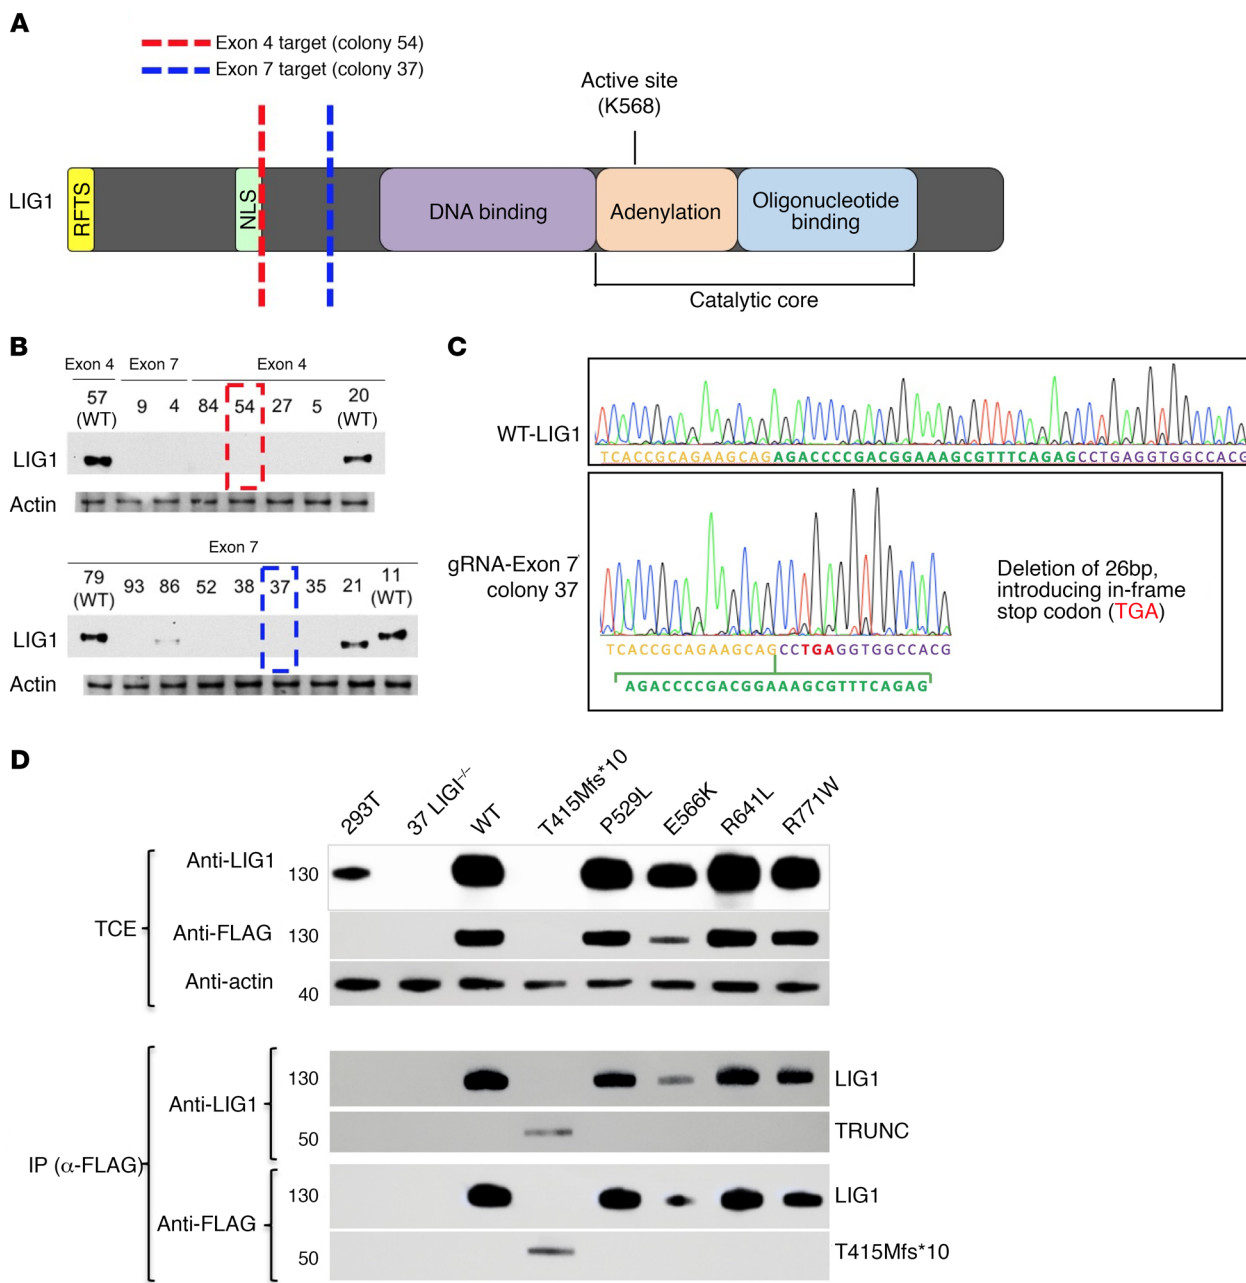 A
Exon 4 target (colony 54)
Exon 7 target (colony 37)
Active site
(K568)
LIG1
RFTS
NLS
DNA binding
Adenylation
Oligonucleotide
binding
Catalytic core
B
Exon 4 Exon 7 Exon 4
57 9 4 84 54 27 5 20
(WT) (WT)
LIG1
Actin
Exon 7
79 93 86 52 38 37 35 21 11
(WT) (WT)
LIG1
Actin
C
WT-LIG1
TCACCGCAGAAGCAGAGACCCCGACGGAAAGCGTTTCAGAGCCTGAGGTGGCCACG
gRNA-Exon 7
colony 37
Deletion of 26bp,
introducing in-frame
stop codon (TGA)
TCACCGCAGAAGCAGCCTGAGGTGGCCACG
AGACCCCGACGGAAAGCGTTTCAGAG
D
293T 37 LIGI-/- WT T415Mfs*10 P529L E566K R641L R771W
TCE
Anti-LIG1 130
Anti-FLAG 130
Anti-actin 40
IP (α-FLAG)
Anti-LIG1
130 LIG1
50 TRUNC
Anti-FLAG
130 LIG1
50 T415Mfs*10